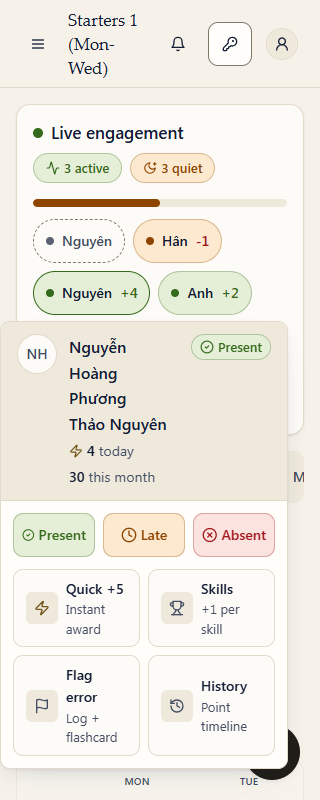 Starters 1
(Mon-
Wed)
Live engagement
3 active
3 quiet
Nguyên
Hân -1
Nguyên +4
Anh +2
NH
Nguyễn
Hoàng
Phương
Thảo Nguyên
Present
4 today
30 this month
M
Present
Late
Absent
Quick +5
Instant
award
Skills
+1 per
skill
Flag
error
Log +
flashcard
History
Point
timeline
MON
TUE